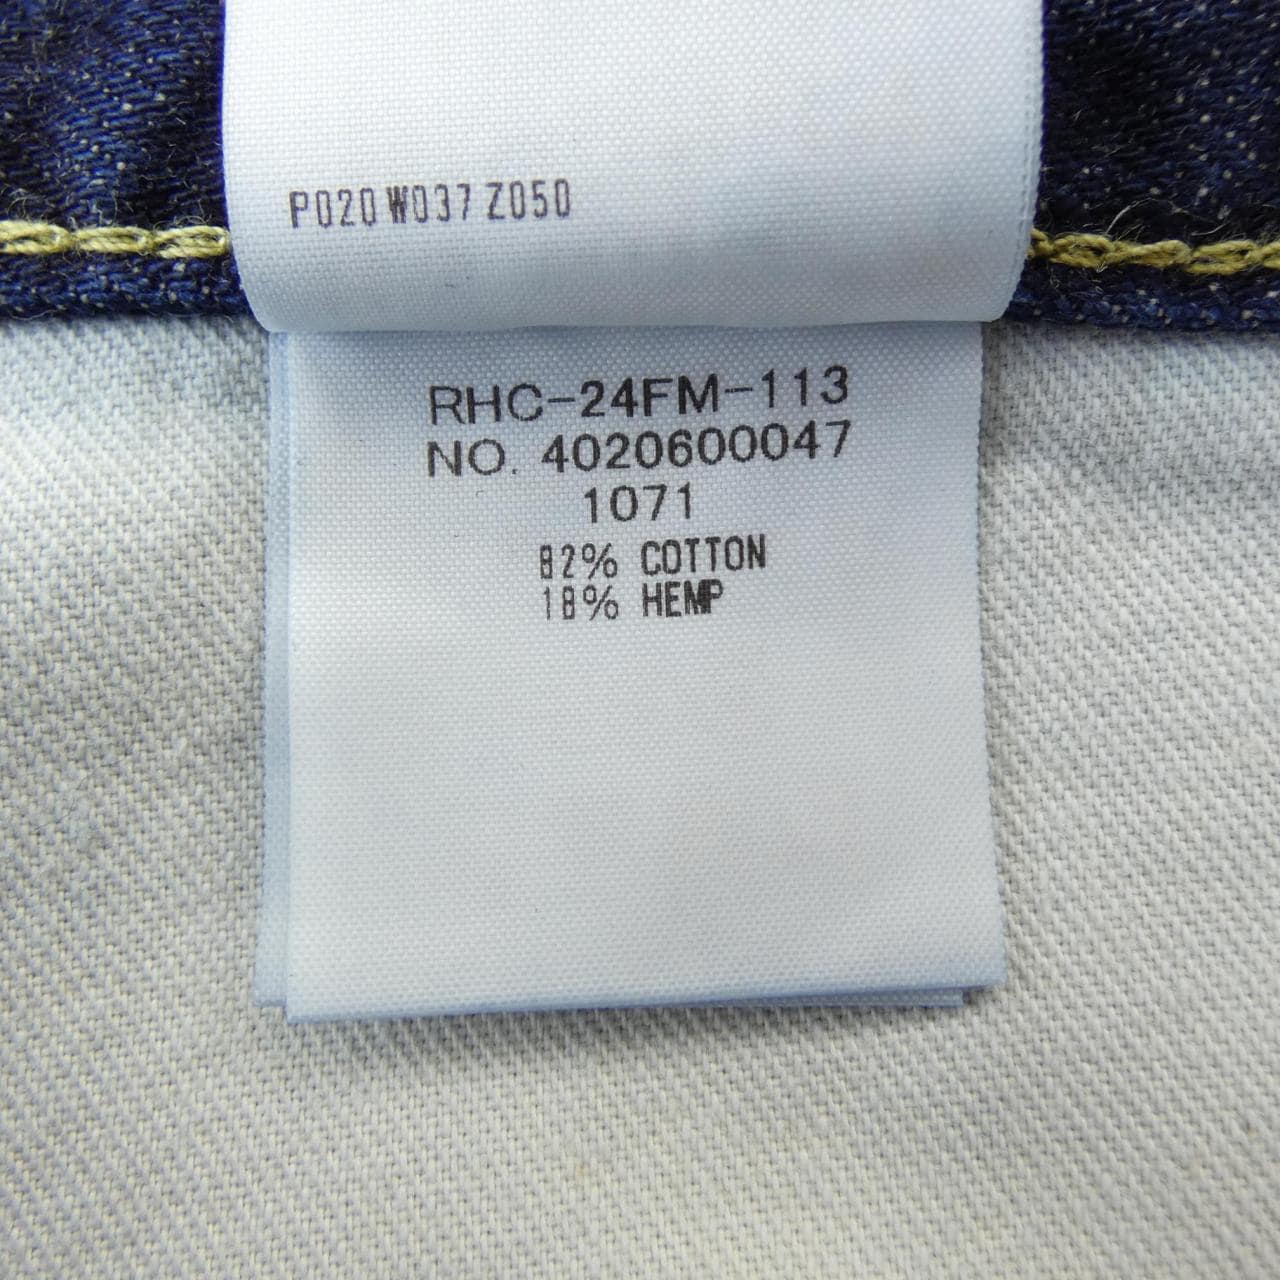 P020 W037 Z050
RHC-24FM-113
NO. 4020600047
1071
82% COTTON
18% HEMP